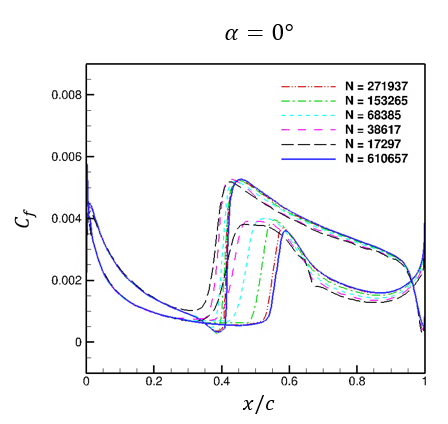 α = 0°
0.008
0.006
0.004
0.002
0
C_f
N = 271937
N = 153265
N = 68385
N = 38617
N = 17297
N = 610657
0 0.2 0.4 0.6 0.8 1
x/c